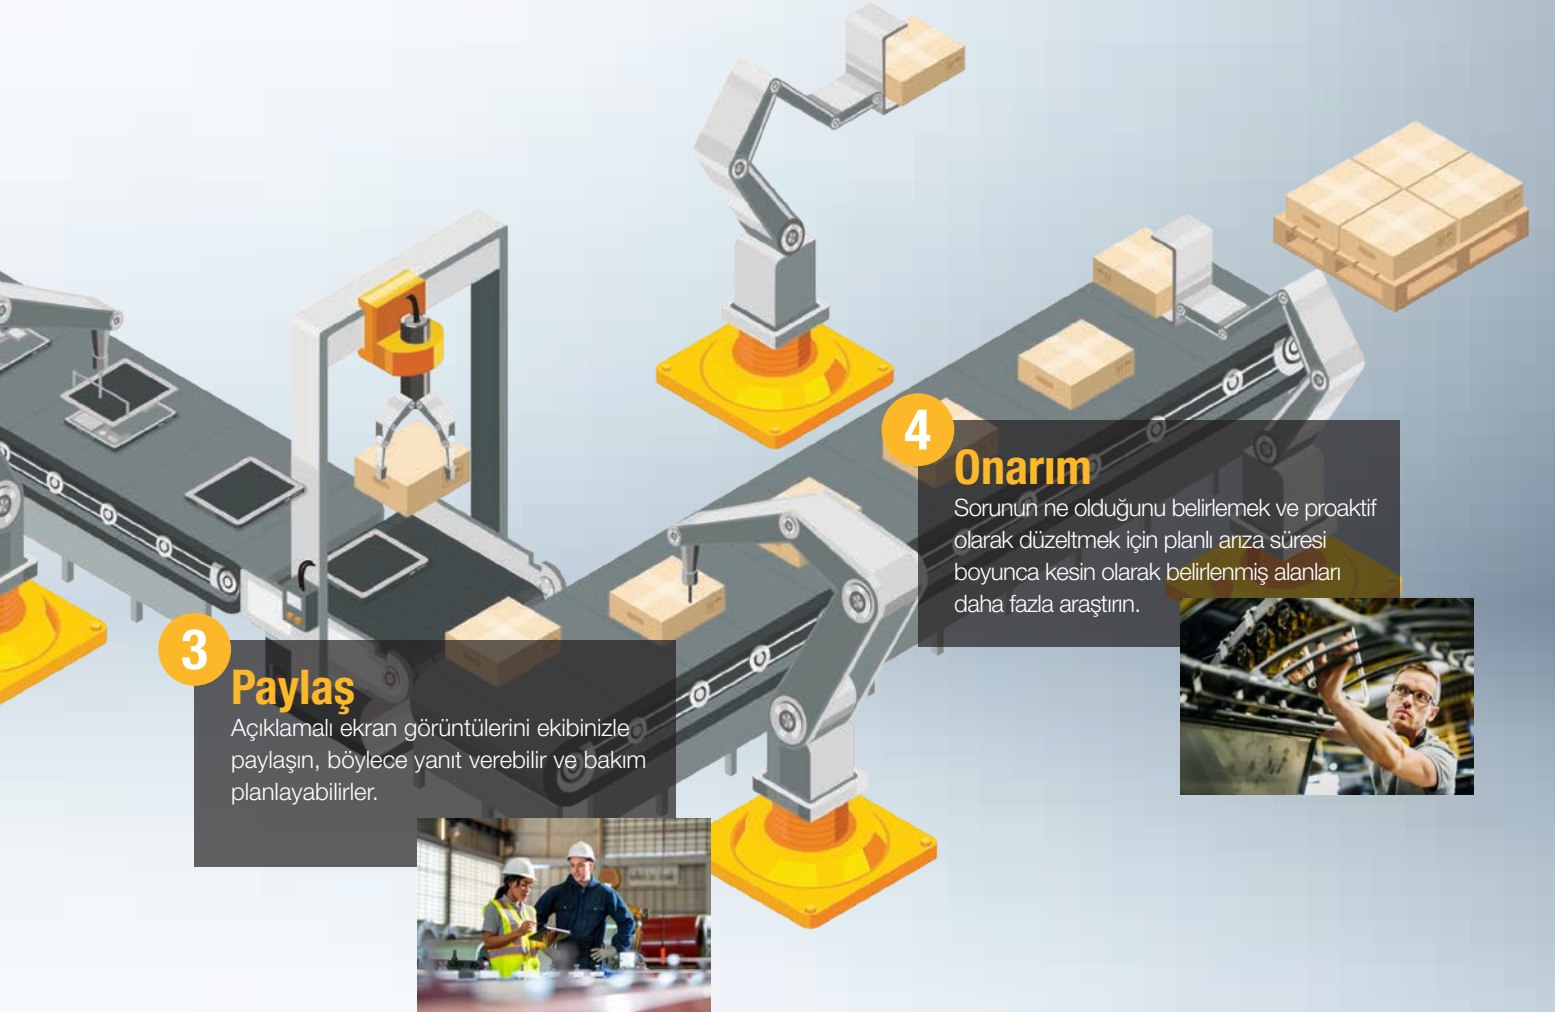 3
Paylaş
Açıklamalı ekran görüntülerini ekibinizle
paylaşın, böylece yanıt verebilir ve bakım
planlayabilirler.
4
Onarım
Sorunun ne olduğunu belirlemek ve proaktif
olarak düzeltmek için planlı arıza süresi
boyunca kesin olarak belirlenmiş alanları
daha fazla araştırın.